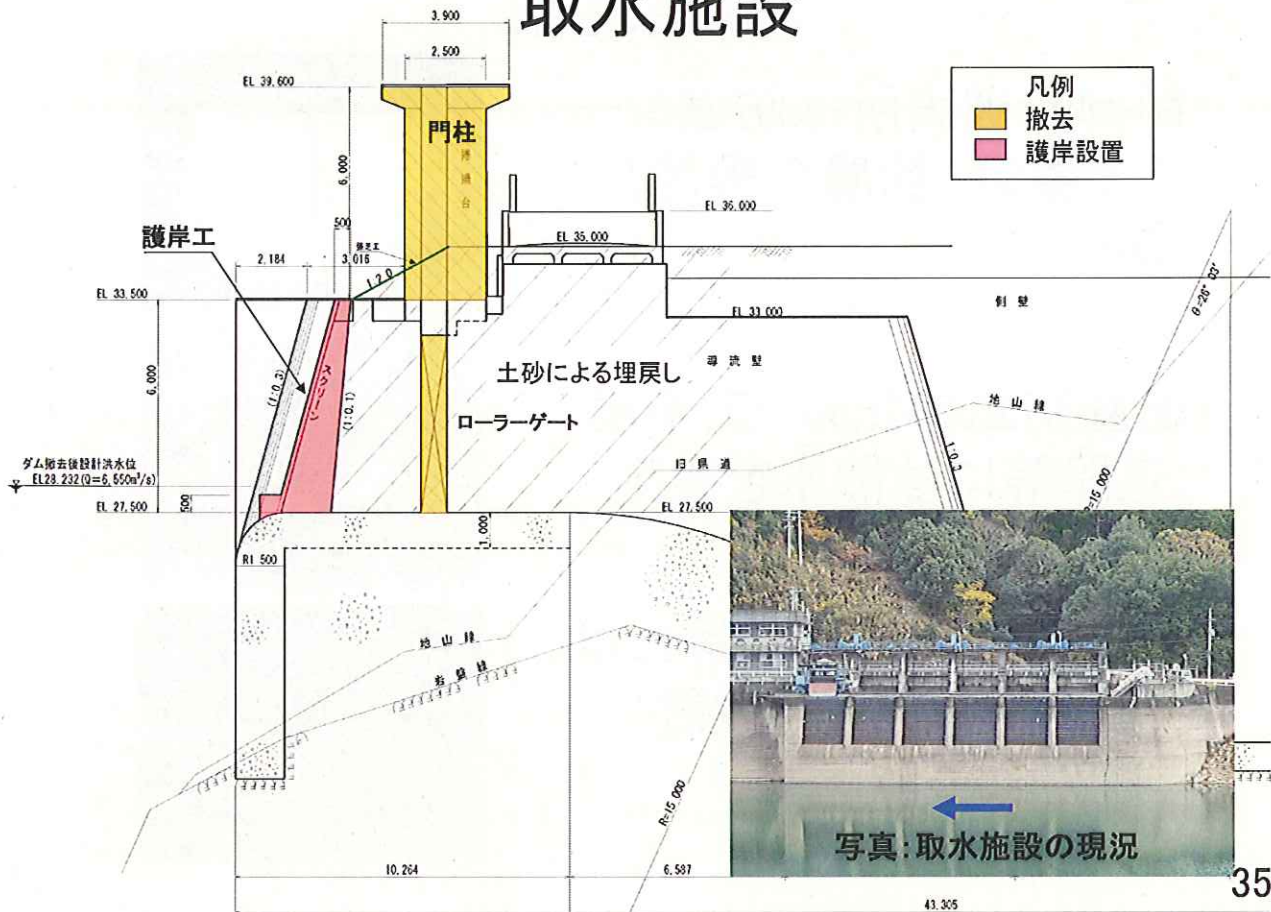 取水施設
3.900
2.500
EL 39.600
凡例
撤去
護岸設置
門柱
6.000
EL 36.000
500
EL 35.000
護岸工
2.184
3.016
1:2.0
EL 33.500
側壁
θ=26° 03'
EL 33.000
6.000
(1:0.3)
スクリーン
(1:0.1)
土砂による埋戻し
導流壁
地山線
ローラーゲート
1:0.3
旧県道
ダム撤去後設計洪水位
EL28.232(Q=6,550m³/s)
R=15.000
500
EL 27.500
EL 27.500
1.000
R1 500
地山線
岩盤線
R=15.000
写真:取水施設の現況
10.264
6.587
35
43.305